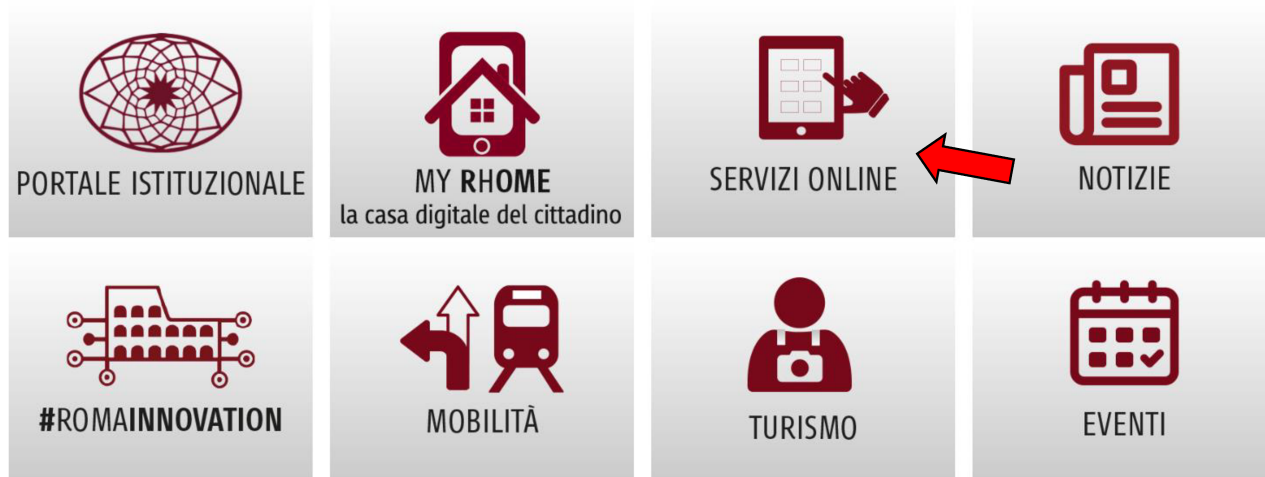 PORTALE ISTITUZIONALE
MY RHOME
la casa digitale del cittadino
SERVIZI ONLINE
NOTIZIE
#ROMAINNOVATION
MOBILITÀ
TURISMO
EVENTI